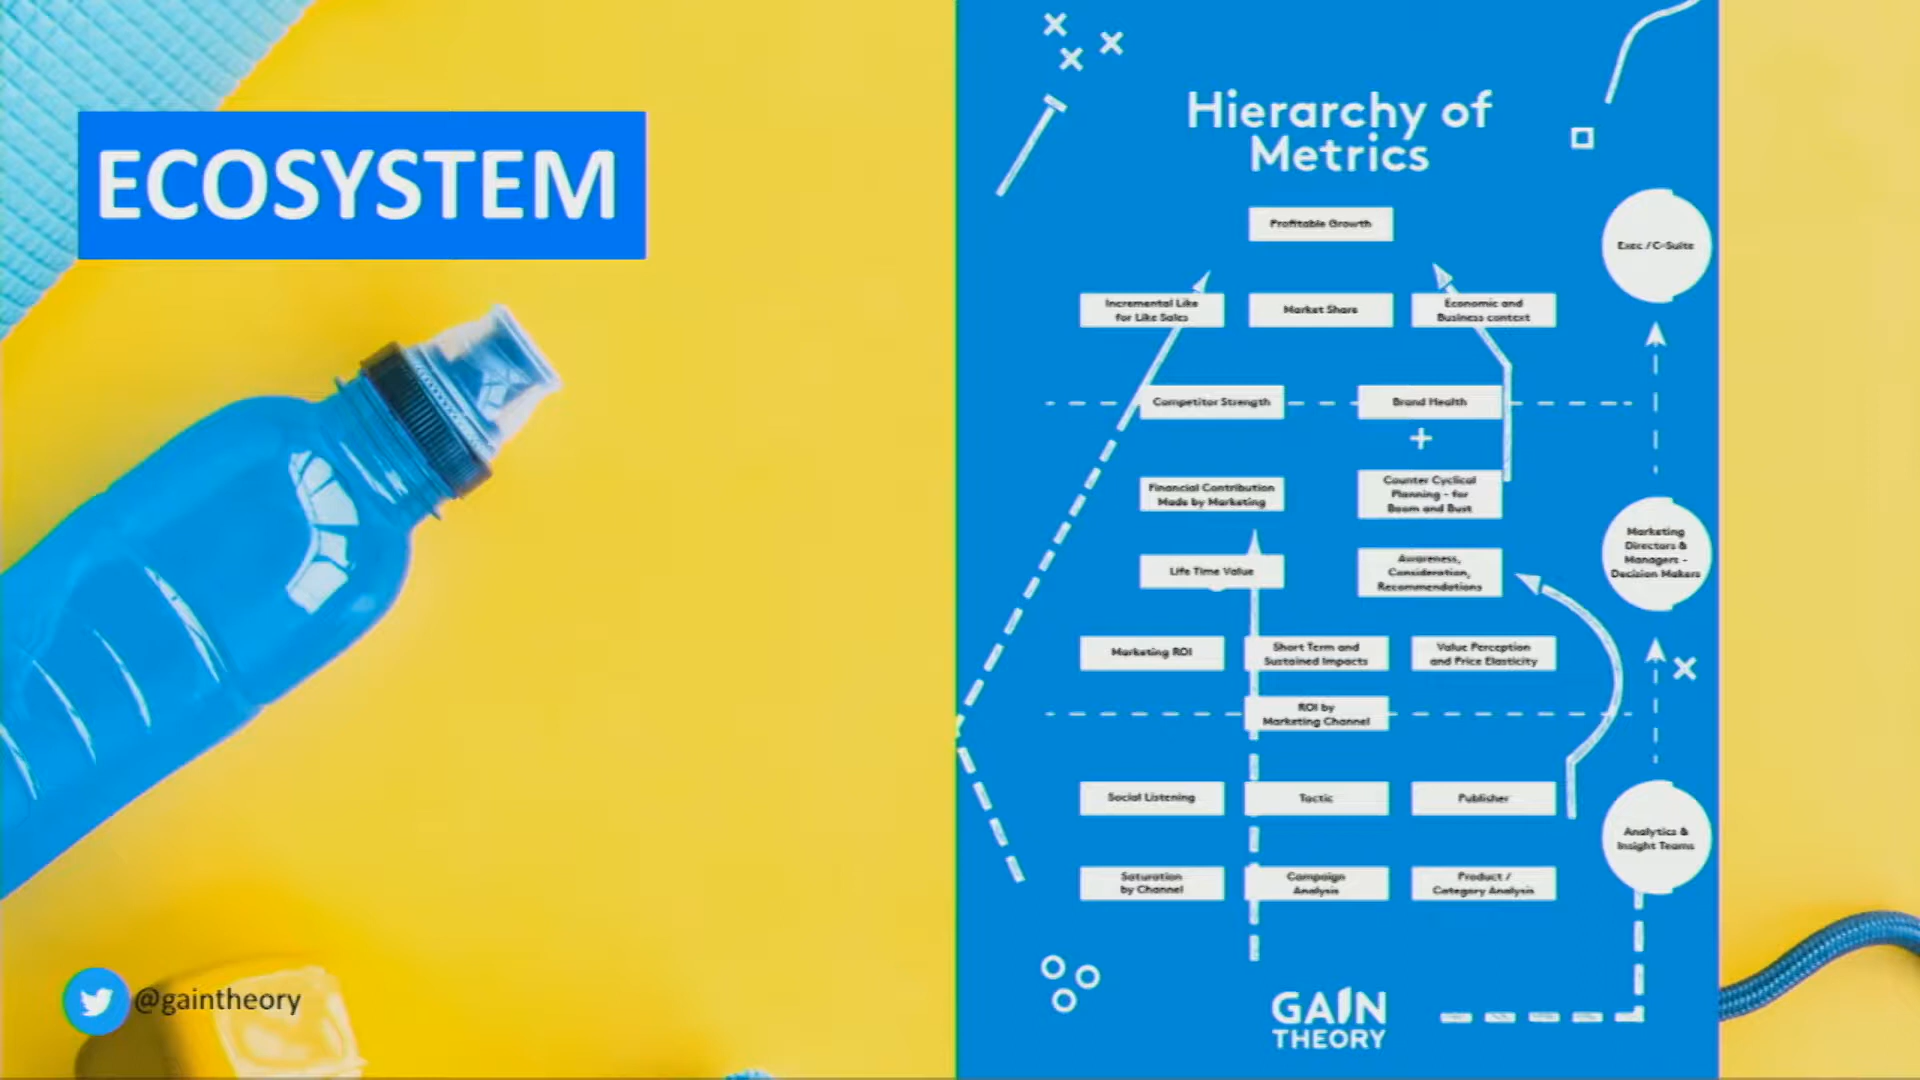 ECOSYSTEM
Hierarchy of
Metrics
Profitable Growth
Exec / C-Suite
Incremental Like
for Like Sales
Market Share
Economic and
Business context
Competitor Strength
Brand Health
+
Financial Contribution
Made by Marketing
Counter Cyclical
Planning - for
Boom and Bust
Marketing
Directors &
Managers -
Decision Makers
Life Time Value
Awareness,
Consideration,
Recommendations
Marketing ROI
Short Term and
Sustained Impacts
Value Perception
and Price Elasticity
ROI by
Marketing Channel
Social Listening
Tactic
Publisher
Analytics &
Insight Teams
Saturation
by Channel
Campaign
Analysis
Product /
Category Analysis
@gaintheory
GAIN
THEORY